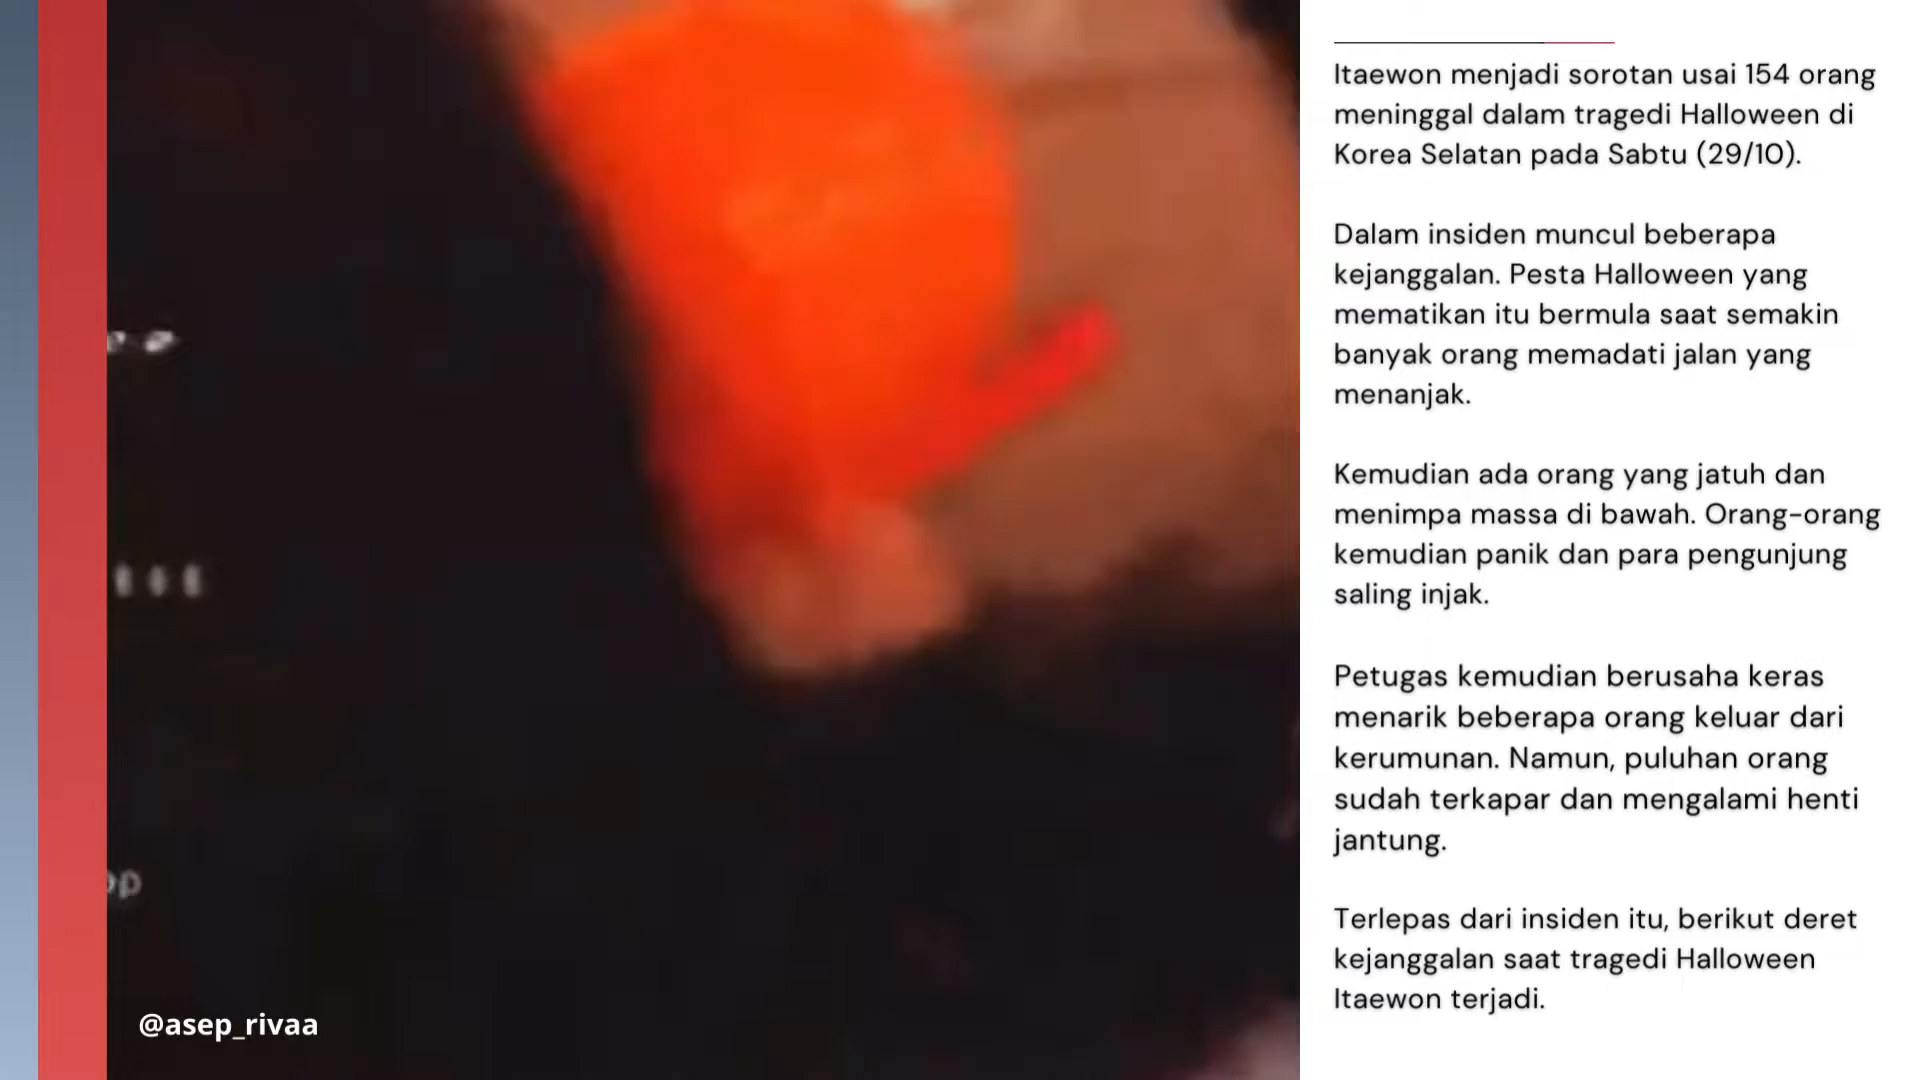 Itaewon menjadi sorotan usai 154 orang
meninggal dalam tragedi Halloween di
Korea Selatan pada Sabtu (29/10).
Dalam insiden muncul beberapa
kejanggalan. Pesta Halloween yang
mematikan itu bermula saat semakin
banyak orang memadati jalan yang
menanjak.
Kemudian ada orang yang jatuh dan
menimpa massa di bawah. Orang-orang
kemudian panik dan para pengunjung
saling injak.
Petugas kemudian berusaha keras
menarik beberapa orang keluar dari
kerumunan. Namun, puluhan orang
sudah terkapar dan mengalami henti
jantung.
Terlepas dari insiden itu, berikut deret
kejanggalan saat tragedi Halloween
Itaewon terjadi.
@asep_rivaa